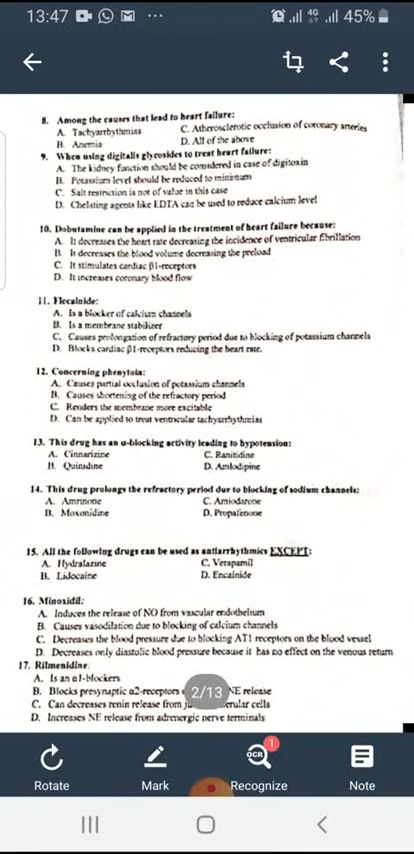 13:47 ... 4G 45%
8. Among the causes that lead to heart failure:
A. Tachyarrhythmias C. Atherosclerotic occlusion of coronary arteries
B. Anemia D. All of the above
9. When using digitalis glycosides to treat heart failure:
A. The kidney function should be considered in case of digitoxin
B. Potassium level should be reduced to minimum
C. Salt restriction is not of value in this case
D. Chelating agents like EDTA can be used to reduce calcium level
10. Dobutamine can be applied in the treatment of heart failure because:
A. It decreases the heart rate decreasing the incidence of ventricular fibrillation
B. It decreases the blood volume decreasing the preload
C. It stimulates cardiac β1-receptors
D. It increases coronary blood flow
11. Flecainide:
A. Is a blocker of calcium channels
B. Is a membrane stabilizer
C. Causes prolongation of refractory period due to blocking of potassium channels
D. Blocks cardiac β1-receptors reducing the heart rate.
12. Concerning phenytoin:
A. Causes partial occlusion of potassium channels
B. Causes shortening of the refractory period
C. Renders the membrane more excitable
D. Can be applied to treat ventricular tachyarrhythmias
13. This drug has an α-blocking activity leading to hypotension:
A. Cinnarizine C. Ranitidine
B. Quinidine D. Amlodipine
14. This drug prolongs the refractory period due to blocking of sodium channels:
A. Amrinone C. Amiodarone
B. Moxonidine D. Propafenone
15. All the following drugs can be used as antiarrhythmics EXCEPT:
A. Hydralazine C. Verapamil
B. Lidocaine D. Encainide
16. Minoxidil:
A. Induces the release of NO from vascular endothelium
B. Causes vasodilation due to blocking of calcium channels
C. Decreases the blood pressure due to blocking AT1 receptors on the blood vessel
D. Decreases only diastolic blood pressure because it has no effect on the venous return
17. Rilmenidine:
A. Is an α1-blockers
B. Blocks presynaptic α2-receptors 2/13 NE release
C. Can decreases renin release from cells
D. Increases NE release from adrenergic nerve terminals
OCR 1
Rotate Mark Recognize Note